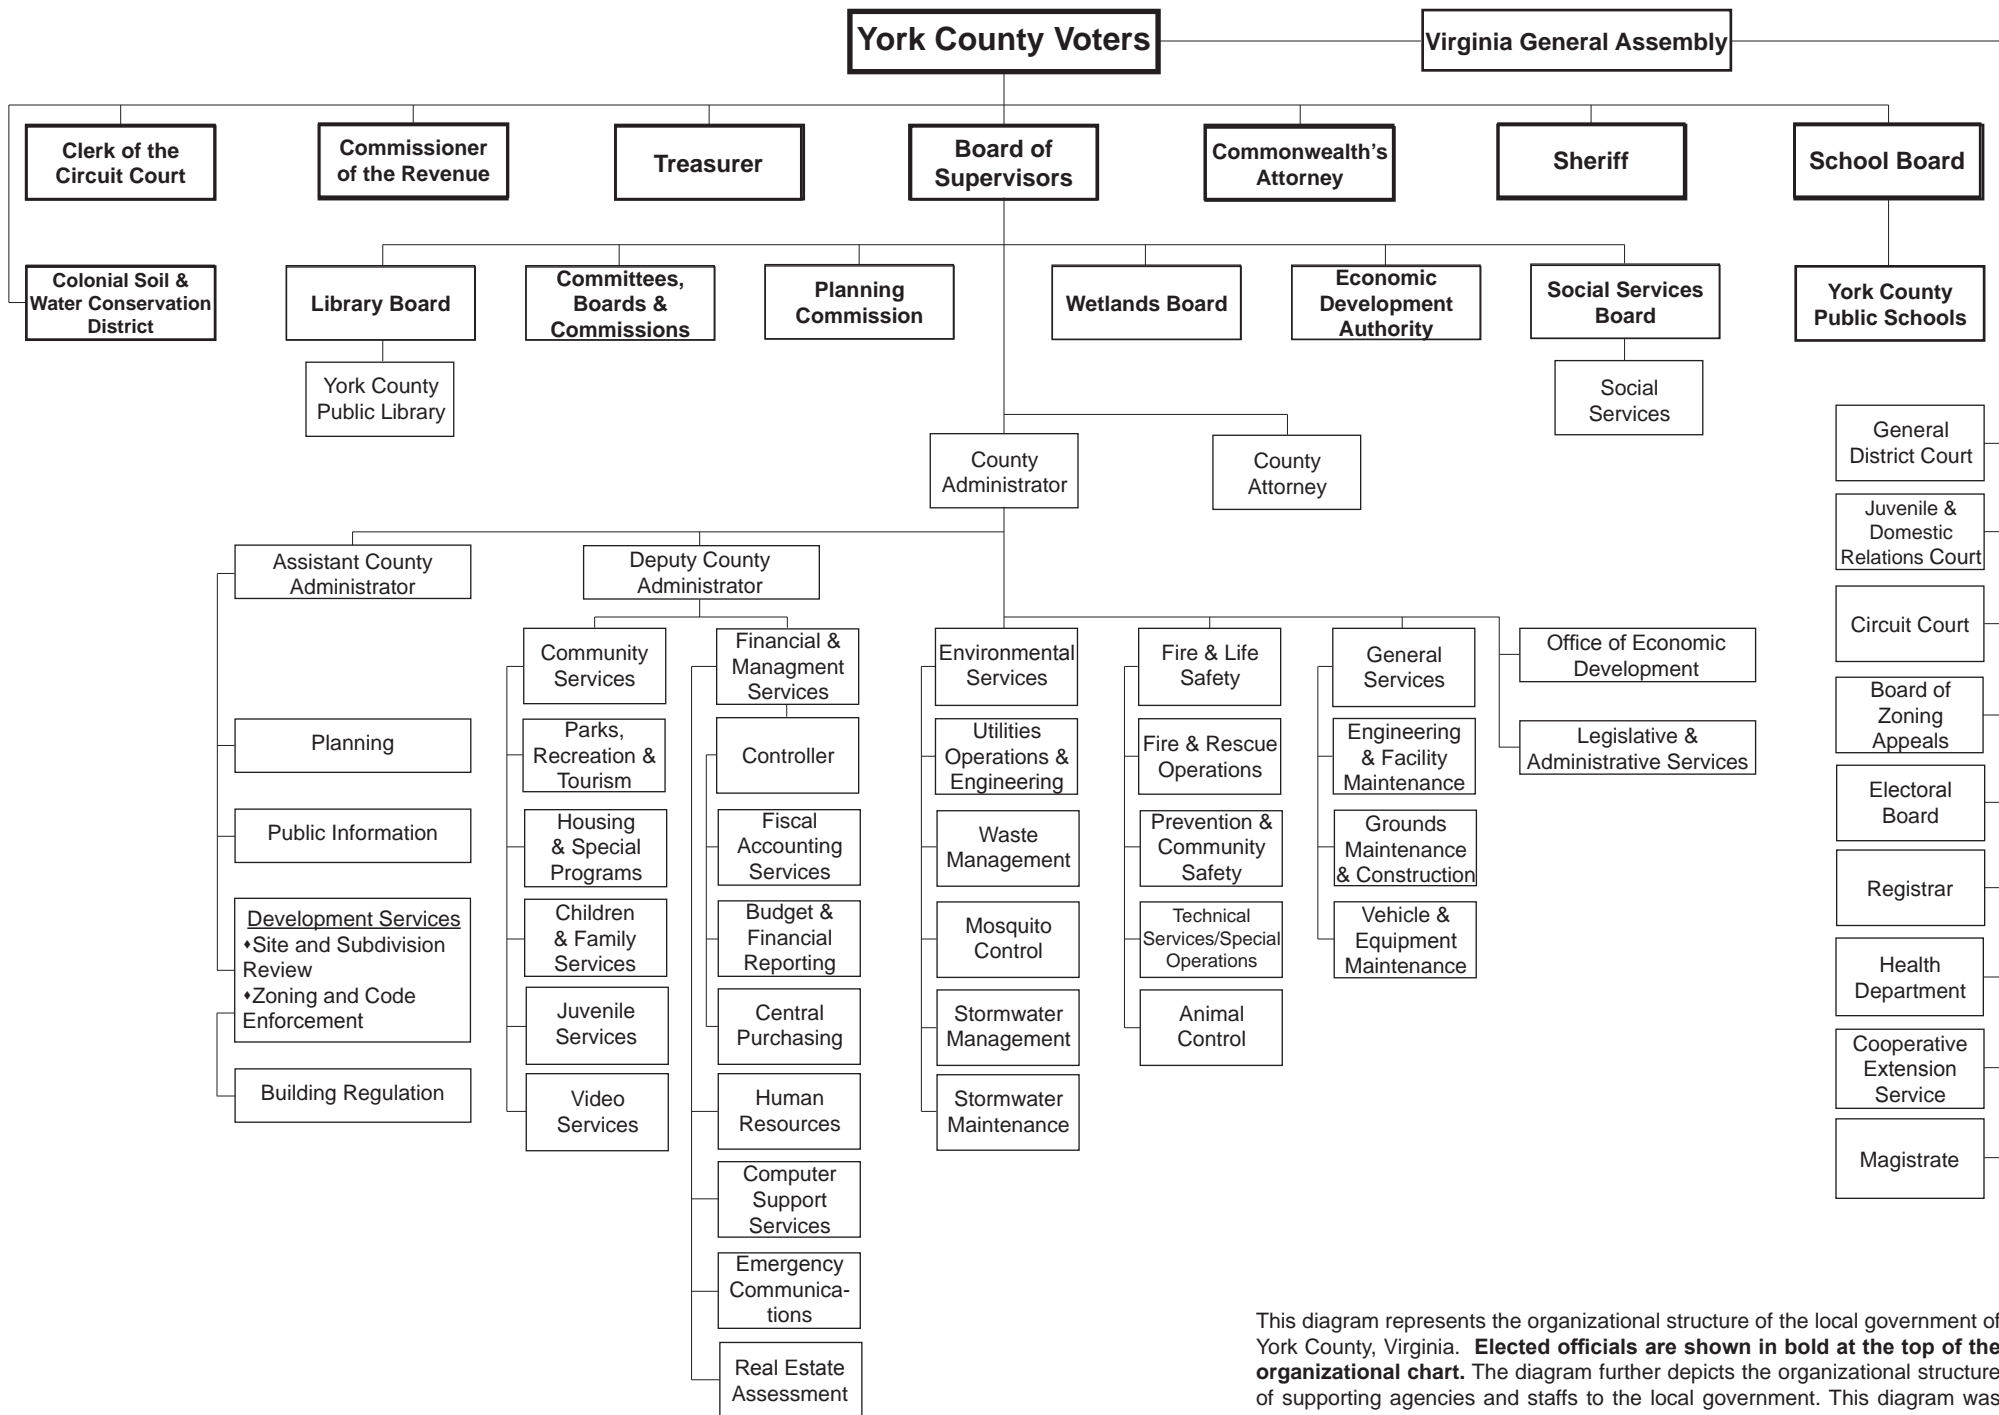 York County Voters
Virginia General Assembly
Clerk of the
Circuit Court
Commissioner
of the Revenue
Treasurer
Board of
Supervisors
Commonwealth's
Attorney
Sheriff
School Board
Colonial Soil &
Water Conservation
District
Library Board
Committees,
Boards &
Commissions
Planning
Commission
Wetlands Board
Economic
Development
Authority
Social Services
Board
York County
Public Schools
York County
Public Library
Social
Services
County
Administrator
County
Attorney
General
District Court
Juvenile &
Domestic
Relations Court
Circuit Court
Board of
Zoning
Appeals
Electoral
Board
Registrar
Health
Department
Cooperative
Extension
Service
Magistrate
Assistant County
Administrator
Planning
Public Information
Development Services
♦Site and Subdivision
Review
♦Zoning and Code
Enforcement
Building Regulation
Deputy County
Administrator
Community
Services
Parks,
Recreation &
Tourism
Housing
& Special
Programs
Children
& Family
Services
Juvenile
Services
Video
Services
Financial &
Managment
Services
Controller
Fiscal
Accounting
Services
Budget &
Financial
Reporting
Central
Purchasing
Human
Resources
Computer
Support
Services
Emergency
Communica-
tions
Real Estate
Assessment
Environmental
Services
Utilities
Operations &
Engineering
Waste
Management
Mosquito
Control
Stormwater
Management
Stormwater
Maintenance
Fire & Life
Safety
Fire & Rescue
Operations
Prevention &
Community
Safety
Technical
Services/Special
Operations
Animal
Control
General
Services
Engineering
& Facility
Maintenance
Grounds
Maintenance
& Construction
Vehicle &
Equipment
Maintenance
Office of Economic
Development
Legislative &
Administrative Services
This diagram represents the organizational structure of the local government of
York County, Virginia. Elected officials are shown in bold at the top of the
organizational chart. The diagram further depicts the organizational structure
of supporting agencies and staffs to the local government. This diagram was